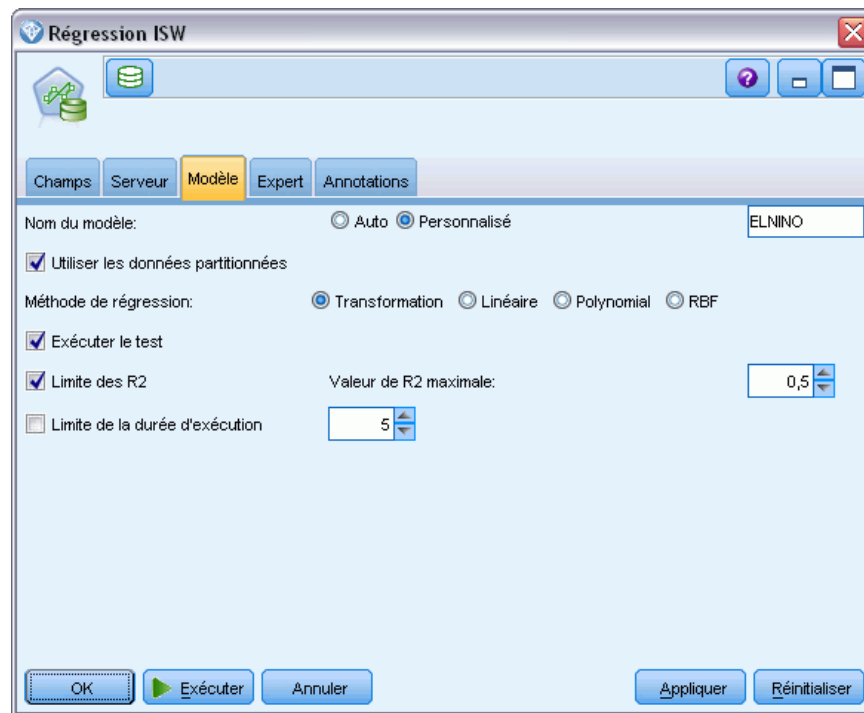 Régression ISW
Champs Serveur Modèle Expert Annotations
Nom du modèle: Auto Personnalisé ELNINO
Utiliser les données partitionnées
Méthode de régression: Transformation Linéaire Polynomial RBF
Exécuter le test
Limite des R2 Valeur de R2 maximale: 0,5
Limite de la durée d'exécution 5
OK Exécuter Annuler Appliquer Réinitialiser